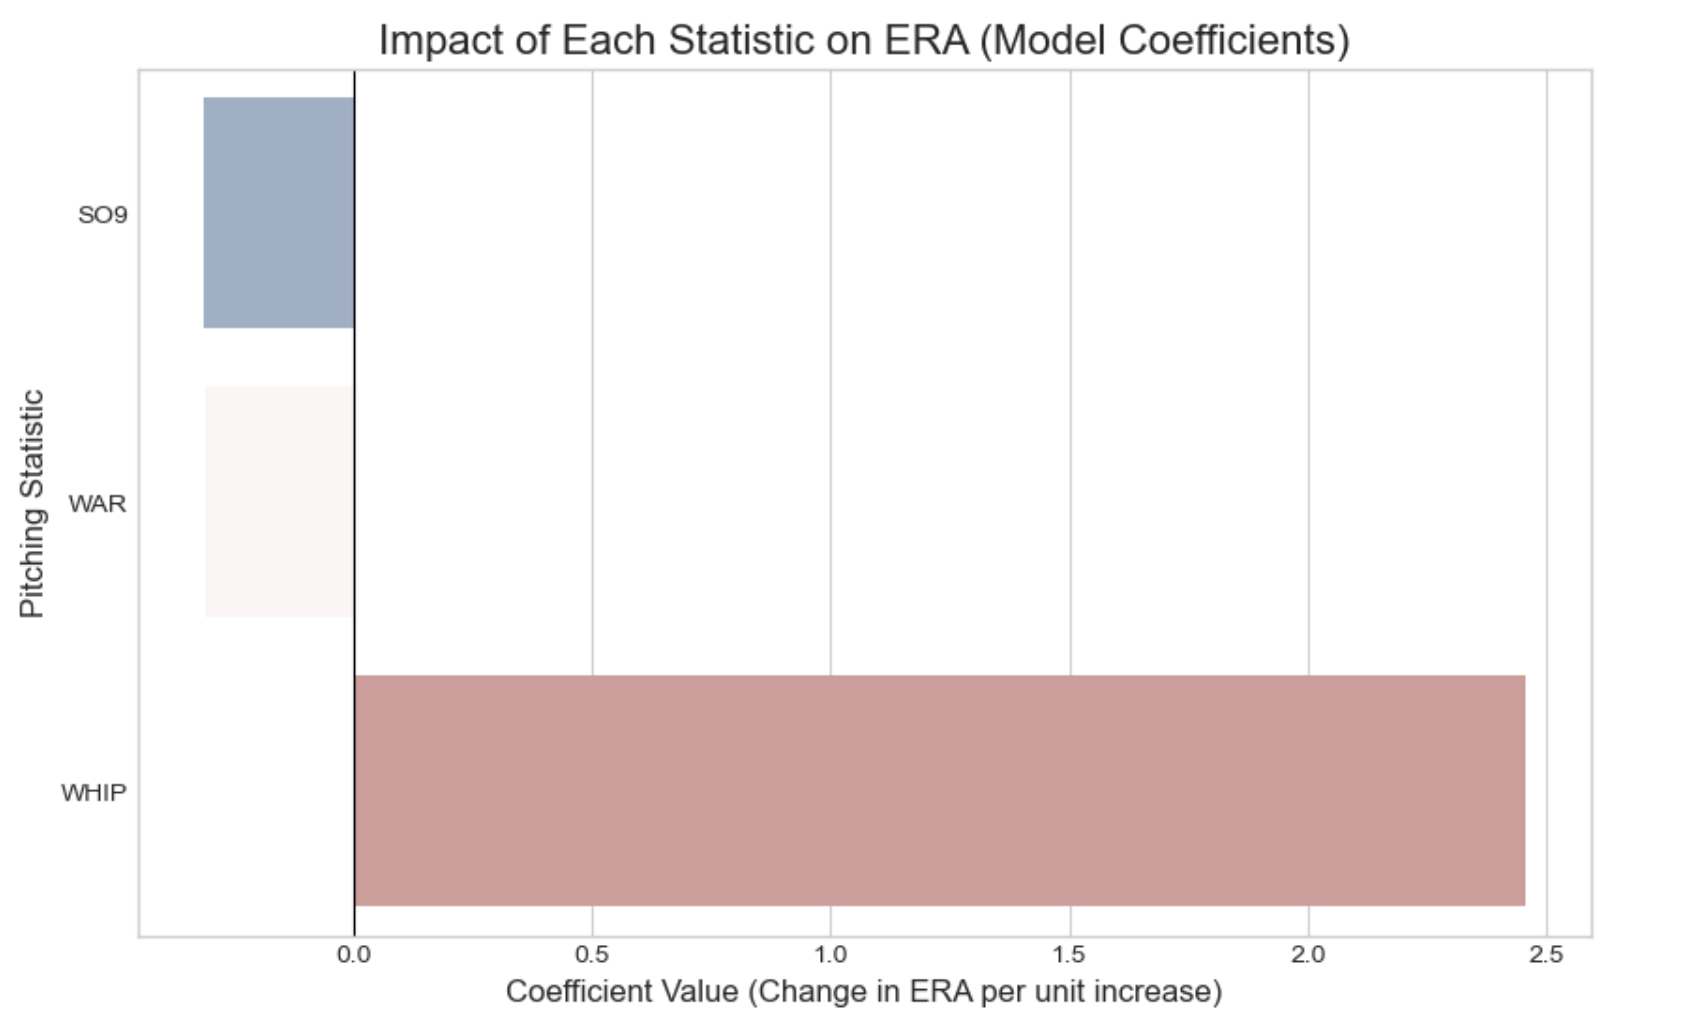 Impact of Each Statistic on ERA (Model Coefficients)
Pitching Statistic
SO9
WAR
WHIP
0.0 0.5 1.0 1.5 2.0 2.5
Coefficient Value (Change in ERA per unit increase)